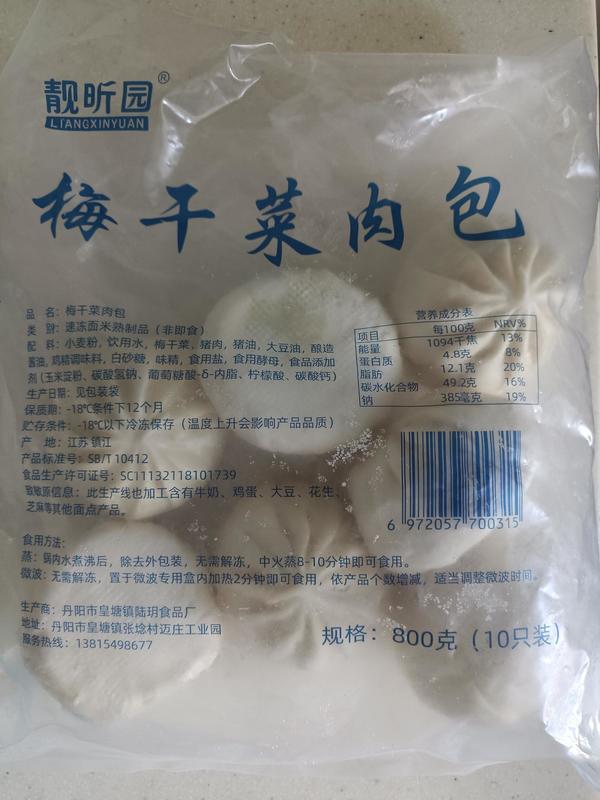 靓昕园®
LIANGXINYUAN
梅干菜肉包
品 名：梅干菜肉包
类 别：速冻面米熟制品（非即食）
配 料：小麦粉，饮用水，梅干菜，猪肉，猪油，大豆油，酿造
酱油，鸡精调味料，白砂糖，味精，食用盐，食用酵母，食品添加
剂（玉米淀粉、碳酸氢钠、葡萄糖酸-δ-内脂、柠檬酸、碳酸钙）
生产日期：见包装袋
保质期：-18℃条件下12个月
贮存条件：-18℃以下冷冻保存（温度上升会影响产品品质）
产 地：江苏 镇江
产品标准号：SB/T 10412
食品生产许可证号：SC11132118101739
致敏原信息：此生产线也加工含有牛奶、鸡蛋、大豆、花生、
芝麻等其他面点产品。
营养成分表
项目 每100克 NRV%
能量 1094千焦 13%
蛋白质 4.8克 8%
脂肪 12.1克 20%
碳水化合物 49.2克 16%
钠 385毫克 19%
6 972057 700315
食用方法：
蒸：锅内水煮沸后，除去外包装，无需解冻，中火蒸8-10分钟即可食用。
微波：无需解冻，置于微波专用盒内加热2分钟即可食用，依产品个数增减，适当调整微波时间。
生产商：丹阳市皇塘镇陆玥食品厂
地址：丹阳市皇塘镇张埝村迈庄工业园
服务热线：13815498677
规格：800克（10只装）